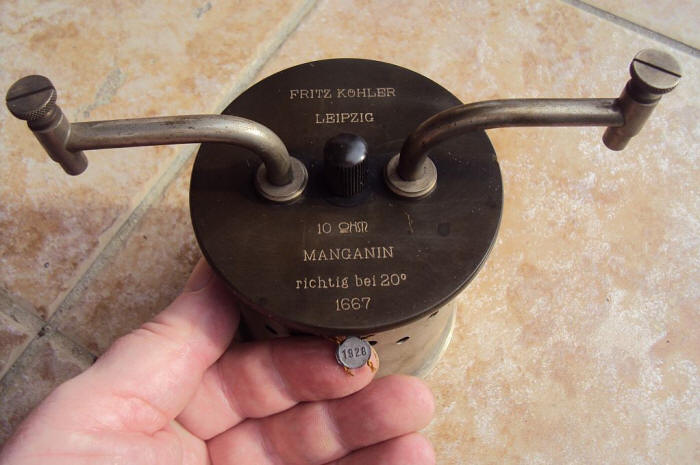 FRITZ KÖHLER
LEIPZIG
10 OHM
MANGANIN
richtig bei 20°
1667
1928